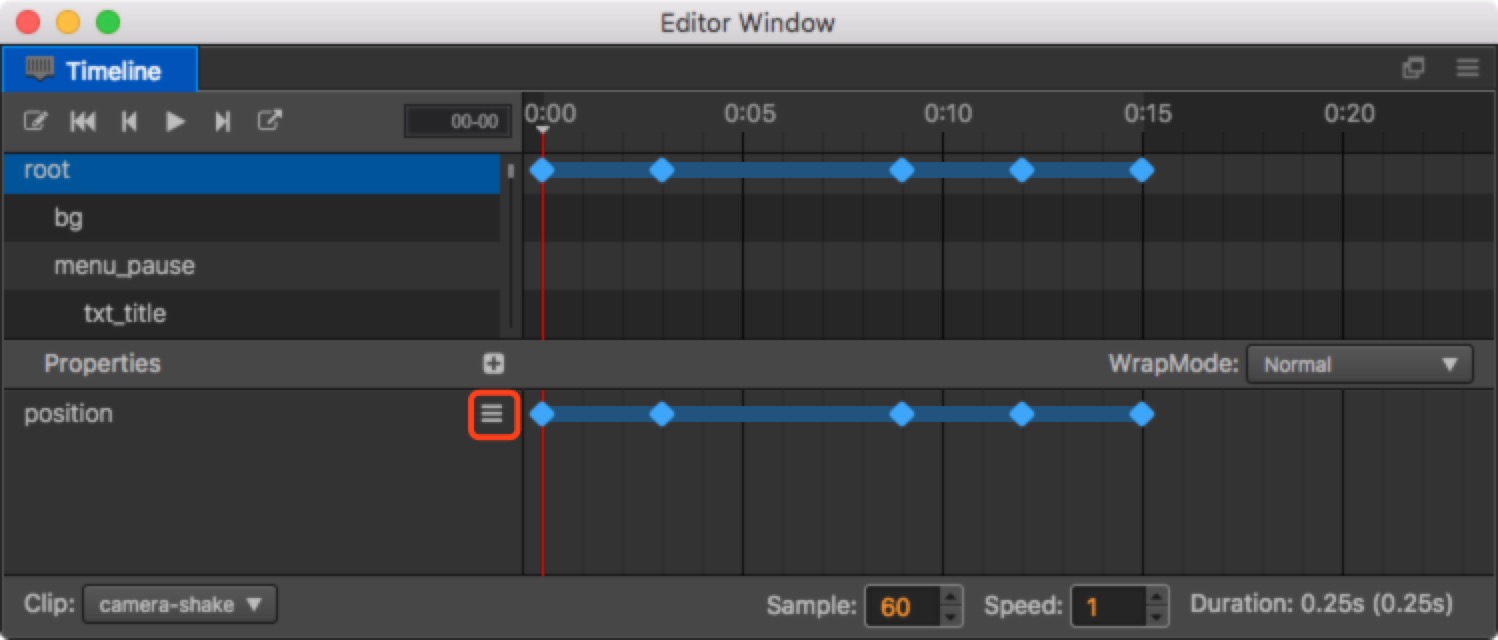 Editor Window
Timeline
00-00
0:00 0:05 0:10 0:15 0:20
root
bg
menu_pause
txt_title
Properties WrapMode: Normal
position
Clip: camera-shake Sample: 60 Speed: 1 Duration: 0.25s (0.25s)